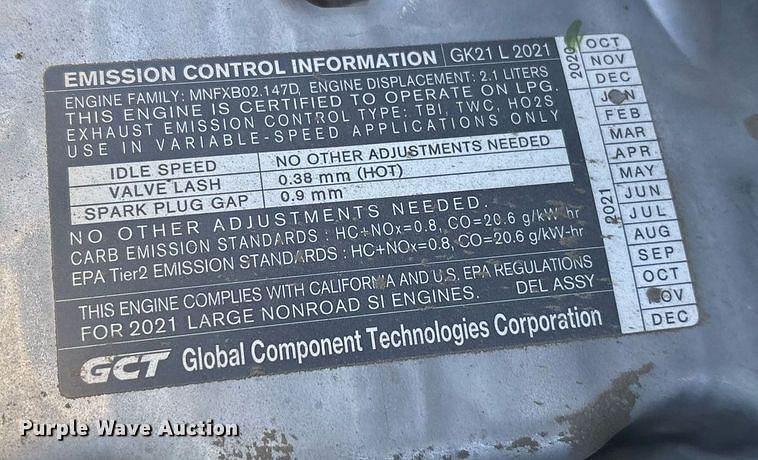 EMISSION CONTROL INFORMATION GK21 L 2021
ENGINE FAMILY: MNFXB02.147D, ENGINE DISPLACEMENT: 2.1 LITERS
THIS ENGINE IS CERTIFIED TO OPERATE ON LPG.
EXHAUST EMISSION CONTROL TYPE: TBI, TWC, HO2S
USE IN VARIABLE-SPEED APPLICATIONS ONLY
IDLE SPEED NO OTHER ADJUSTMENTS NEEDED
VALVE LASH 0.38 mm (HOT)
SPARK PLUG GAP 0.9 mm
NO OTHER ADJUSTMENTS NEEDED.
CARB EMISSION STANDARDS : HC+NOx=0.8, CO=20.6 g/kW-hr
EPA Tier2 EMISSION STANDARDS : HC+NOx=0.8, CO=20.6 g/kW-hr
THIS ENGINE COMPLIES WITH CALIFORNIA AND U.S. EPA REGULATIONS
FOR 2021 LARGE NONROAD SI ENGINES. DEL ASSY
GCT Global Component Technologies Corporation
2020
OCT
NOV
DEC
2021
JAN
FEB
MAR
APR
MAY
JUN
JUL
AUG
SEP
OCT
NOV
DEC
Purple Wave Auction